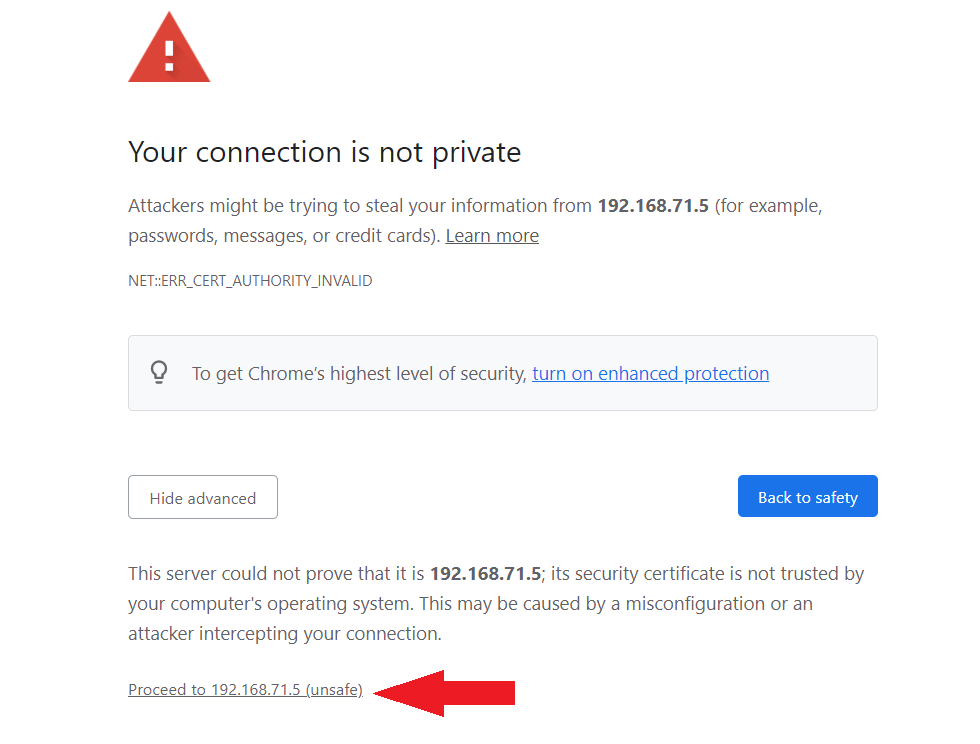 Your connection is not private
Attackers might be trying to steal your information from 192.168.71.5 (for example,
passwords, messages, or credit cards). Learn more
NET::ERR_CERT_AUTHORITY_INVALID
To get Chrome’s highest level of security, turn on enhanced protection
Hide advanced
Back to safety
This server could not prove that it is 192.168.71.5; its security certificate is not trusted by
your computer's operating system. This may be caused by a misconfiguration or an
attacker intercepting your connection.
Proceed to 192.168.71.5 (unsafe)